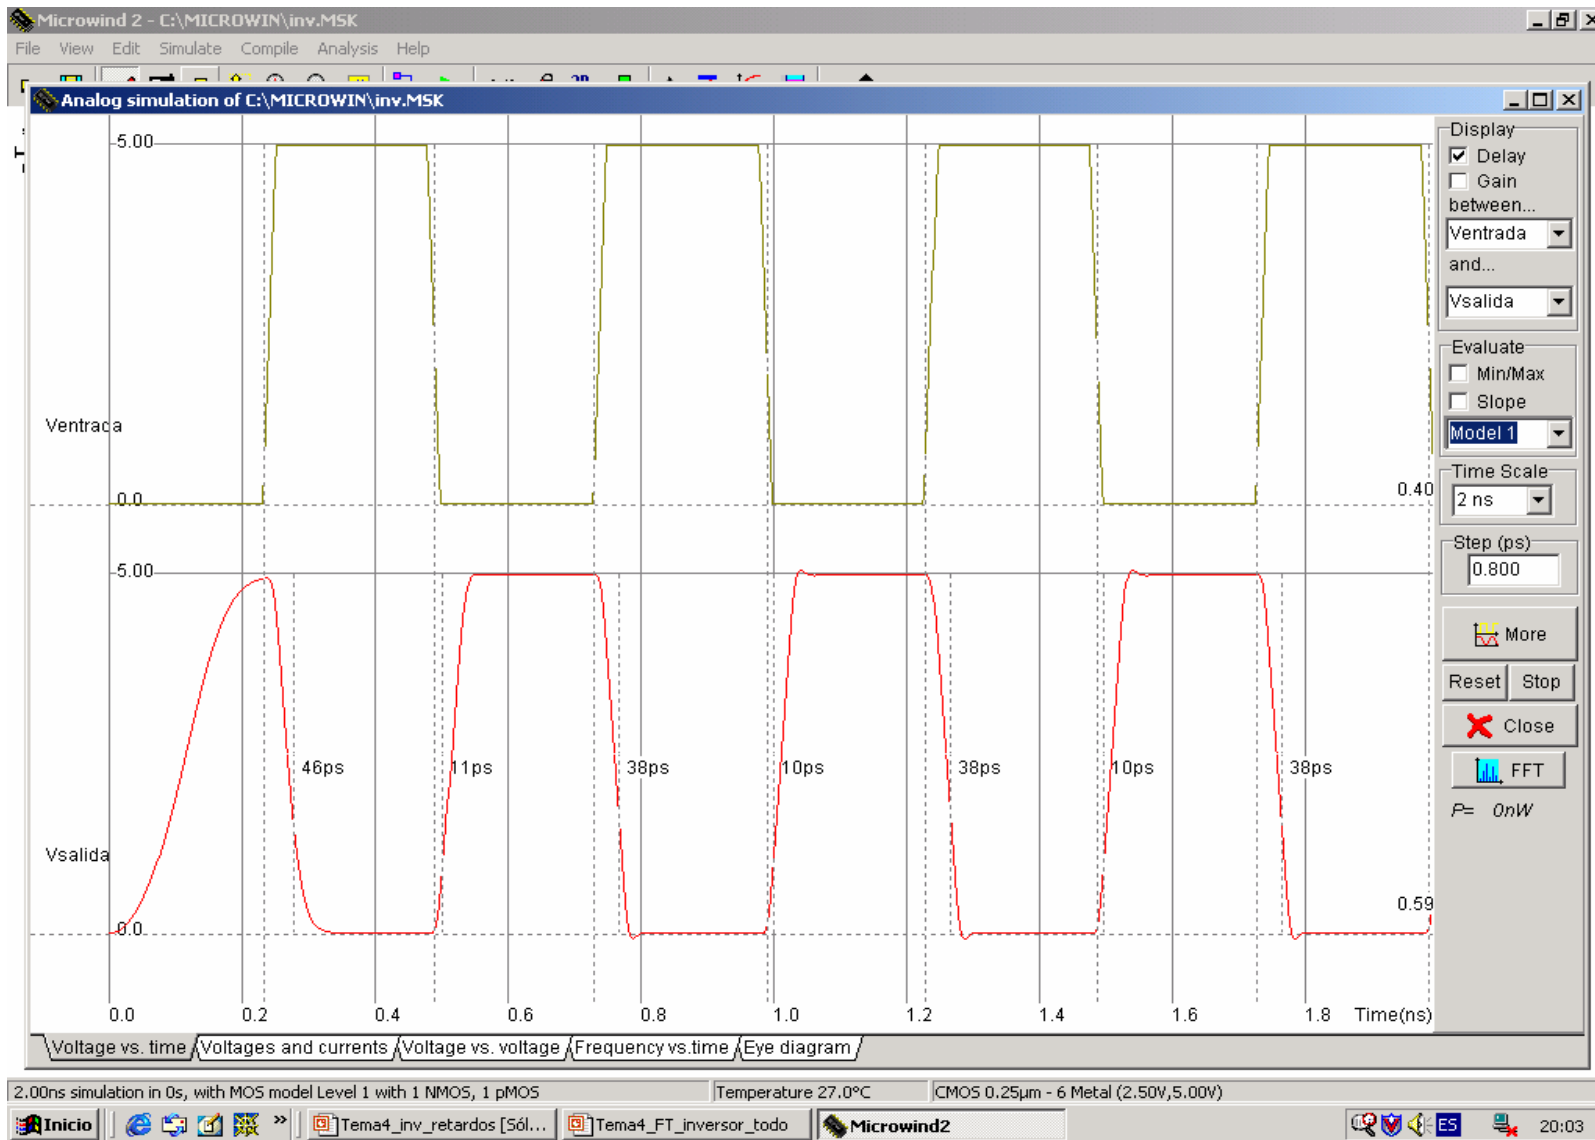 Microwind 2 - C:\MICROWIN\inv.MSK
File View Edit Simulate Compile Analysis Help
Analog simulation of C:\MICROWIN\inv.MSK
5.00
Ventrada
0.0
0.40
5.00
46ps 11ps 38ps 10ps 38ps 10ps 38ps
Vsalida
0.59
0.0
0.0 0.2 0.4 0.6 0.8 1.0 1.2 1.4 1.6 1.8 Time(ns)
Display
Delay
Gain
between...
Ventrada
and...
Vsalida
Evaluate
Min/Max
Slope
Model 1
Time Scale
2 ns
Step (ps)
0.800
More
Reset Stop
Close
FFT
P= 0nW
Voltage vs. time Voltages and currents Voltage vs. voltage Frequency vs.time Eye diagram
2.00ns simulation in 0s, with MOS model Level 1 with 1 NMOS, 1 pMOS Temperature 27.0°C CMOS 0.25µm - 6 Metal (2.50V,5.00V)
Inicio » Tema4_inv_retardos [Sól... Tema4_FT_inversor_todo Microwind2 ES 20:03